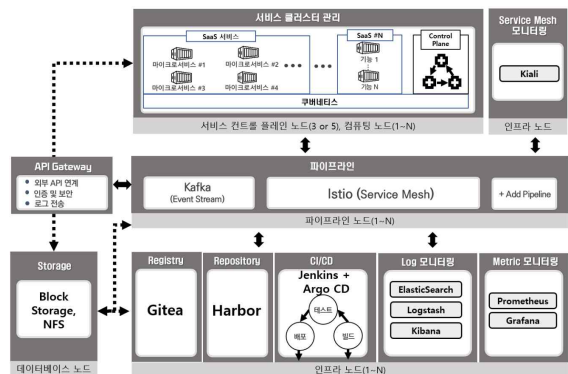 서비스 클러스터 관리
SaaS 서비스
마이크로서비스 #1
마이크로서비스 #2
마이크로서비스 #3
마이크로서비스 #4
SaaS #N
기능 1
기능 N
Control
Plane
쿠버네티스
서비스 컨트롤 플레인 노드(3 or 5), 컴퓨팅 노드(1~N)
Service Mesh
모니터링
Kiali
인프라 노드
API Gateway
• 외부 API 연계
• 인증 및 보안
• 로그 전송
파이프라인
Kafka
(Event Stream)
Istio (Service Mesh)
+ Add Pipeline
파이프라인 노드(1~N)
Storage
Block
Storage,
NFS
데이터베이스 노드
Registry
Gitea
Repository
Harbor
CI/CD
Jenkins +
Argo CD
테스트
배포
빌드
Log 모니터링
ElasticSearch
Logstash
Kibana
Metric 모니터링
Prometheus
Grafana
인프라 노드(1~N)